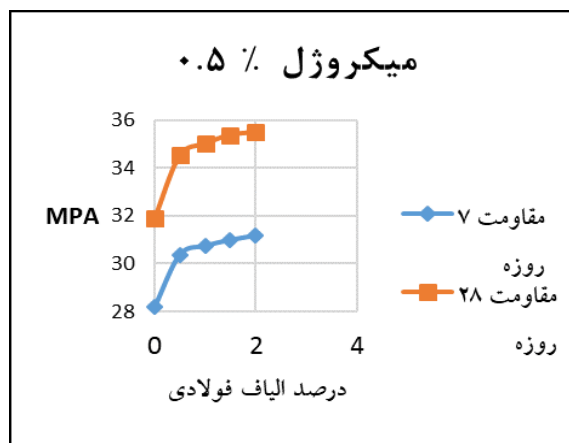 میکروژل ٪ ۰.۵
36
34
32
30
28
MPA
0 2 4
درصد الیاف فولادی
مقاومت ۷
روزه
مقاومت ۲۸
روزه